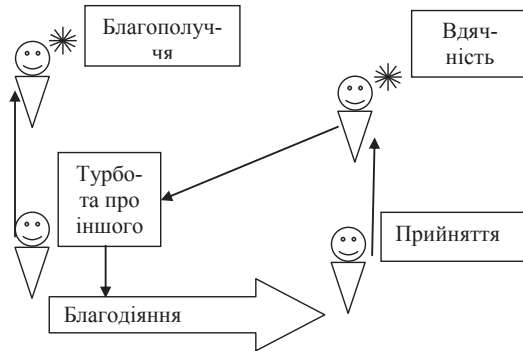 Благополуч-
чя
Вдяч-
ність
Турбо-
та про
іншого
Прийняття
Благодіяння